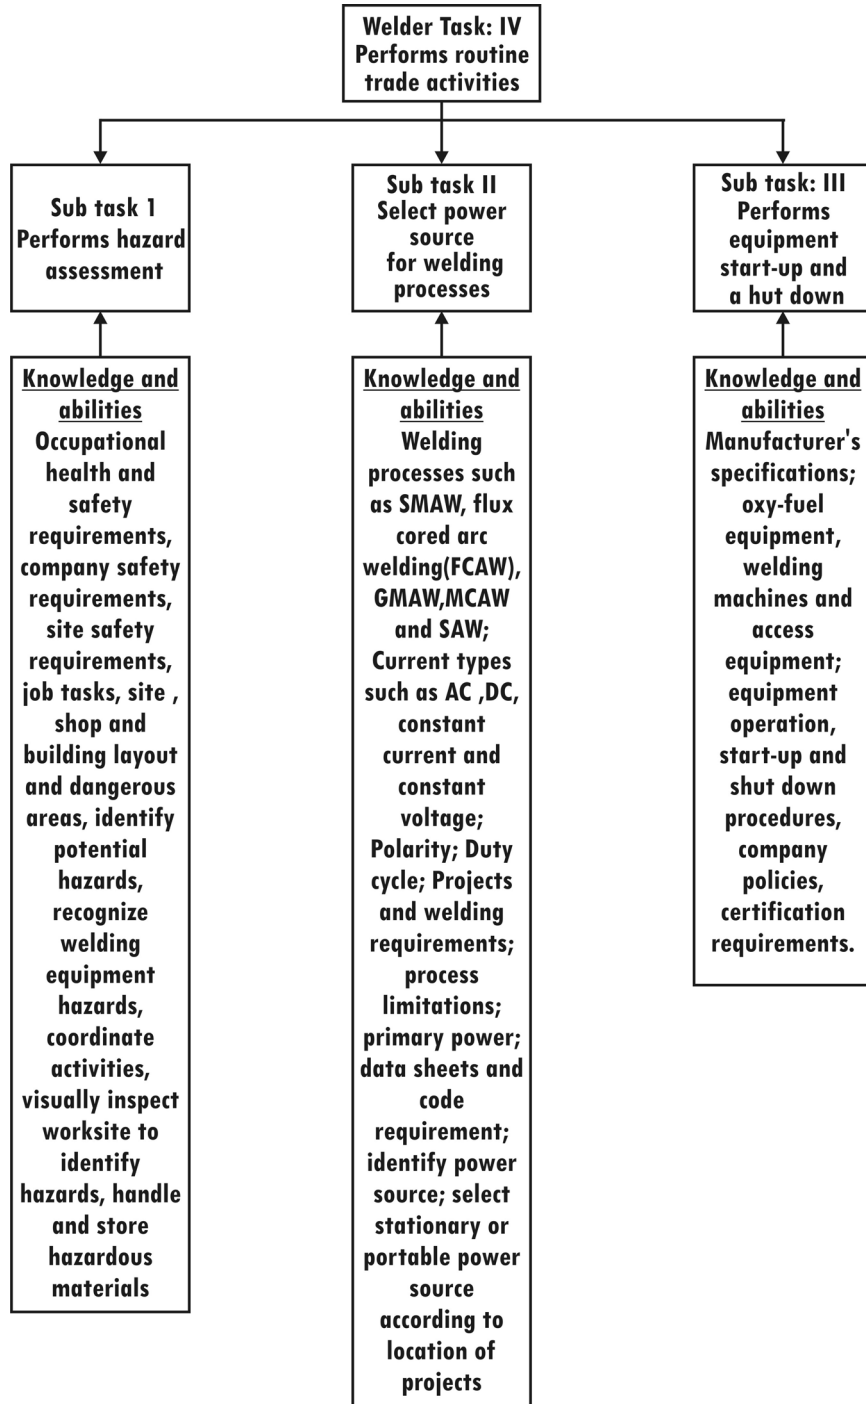 Welder Task: IV
Performs routine
trade activities
Sub task 1
Performs hazard
assessment
Sub task II
Select power
source
for welding
processes
Sub task: III
Performs
equipment
start-up and
a hut down
Knowledge and
abilities
Occupational
health and
safety
requirements,
company safety
requirements,
site safety
requirements,
job tasks, site ,
shop and
building layout
and dangerous
areas, identify
potential
hazards,
recognize
welding
equipment
hazards,
coordinate
activities,
visually inspect
worksite to
identify
hazards, handle
and store
hazardous
materials
Knowledge and
abilities
Welding
processes such
as SMAW, flux
cored arc
welding(FCAW),
GMAW,MCAW
and SAW;
Current types
such as AC ,DC,
constant
current and
constant
voltage;
Polarity; Duty
cycle; Projects
and welding
requirements;
process
limitations;
primary power;
data sheets and
code
requirement;
identify power
source; select
stationary or
portable power
source
according to
location of
projects
Knowledge and
abilities
Manufacturer's
specifications;
oxy-fuel
equipment,
welding
machines and
access
equipment;
equipment
operation,
start-up and
shut down
procedures,
company
policies,
certification
requirements.